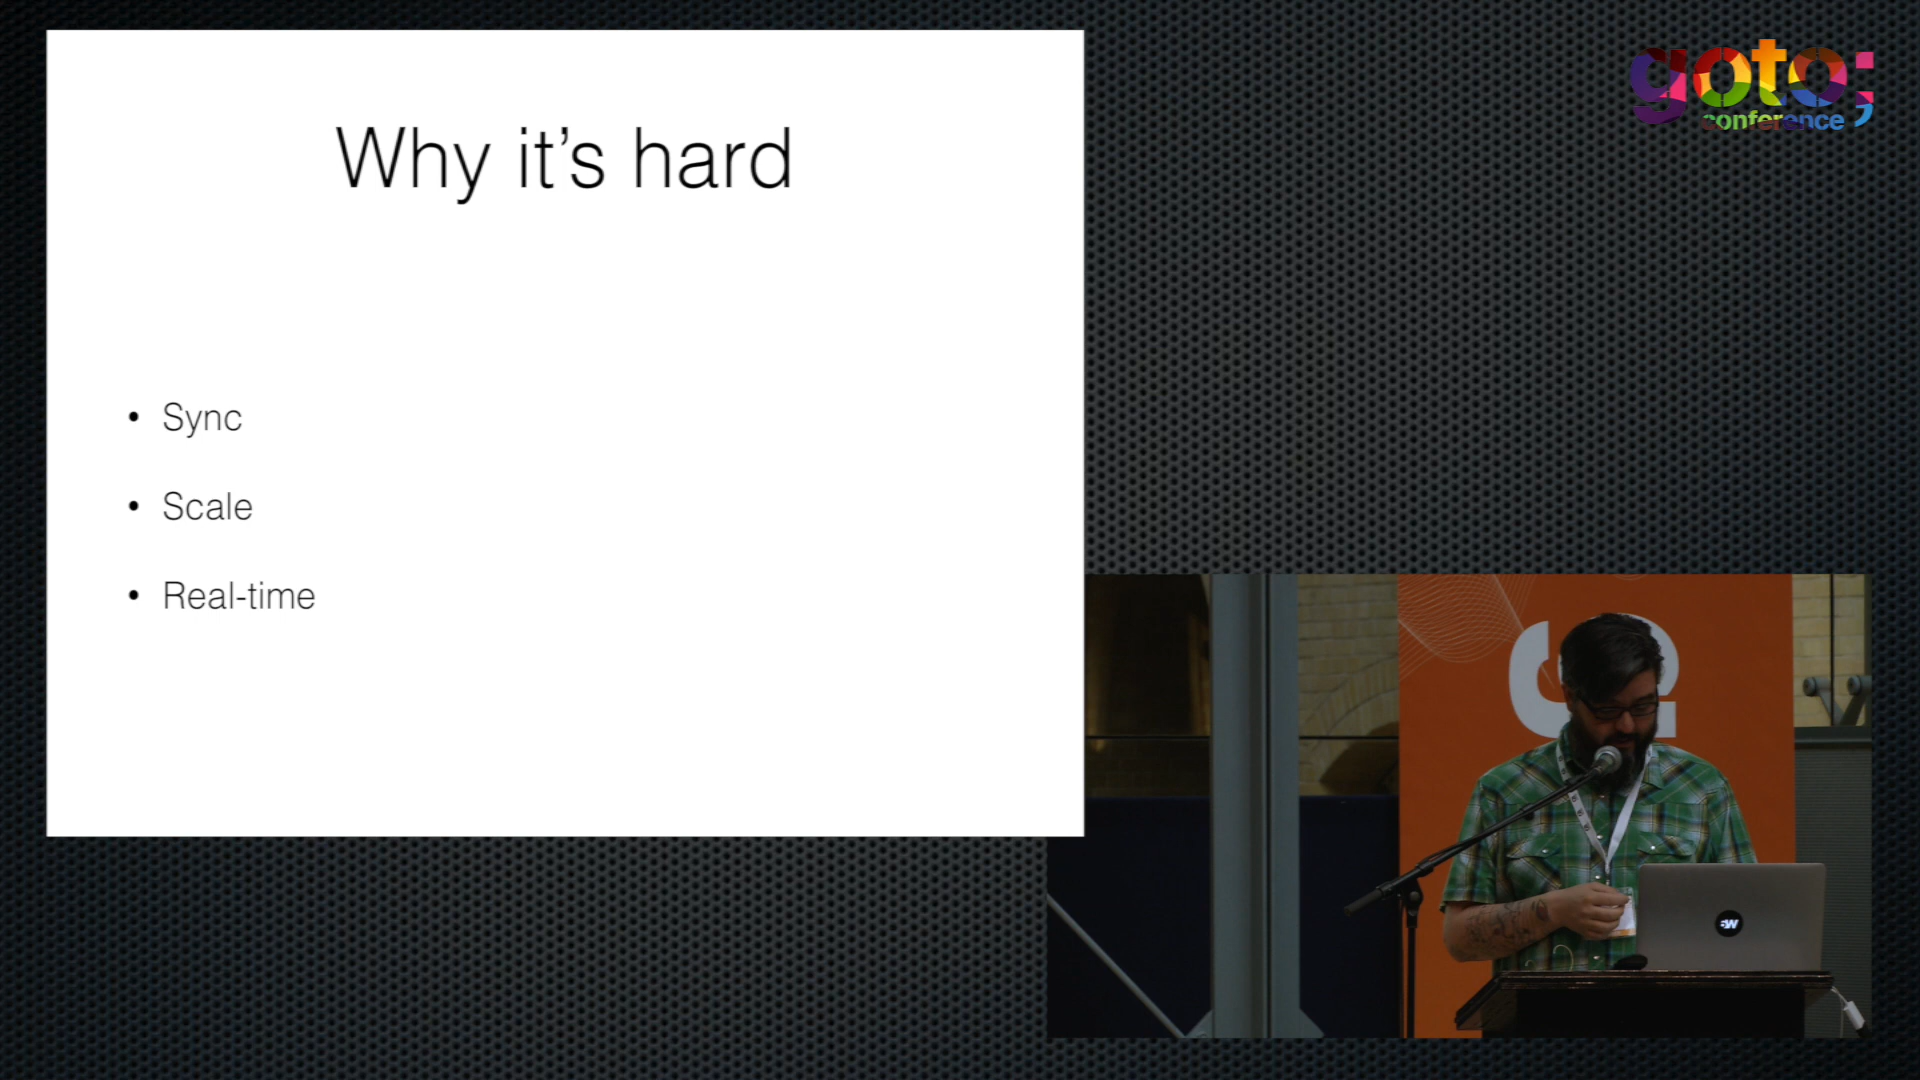 Why it's hard
• Sync
• Scale
• Real-time
goto;
conference